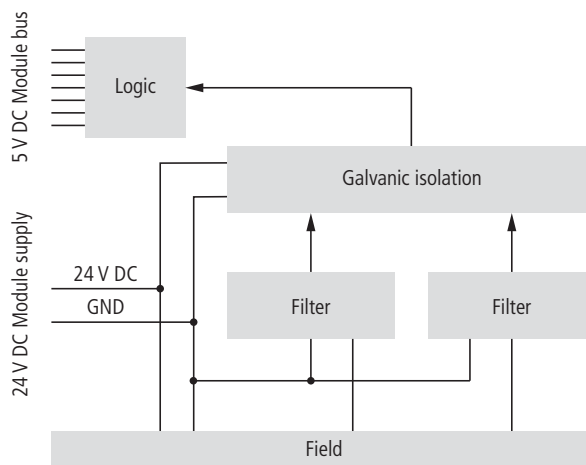 5 V DC Module bus
Logic
Galvanic isolation
24 V DC Module supply
24 V DC
GND
Filter
Filter
Field